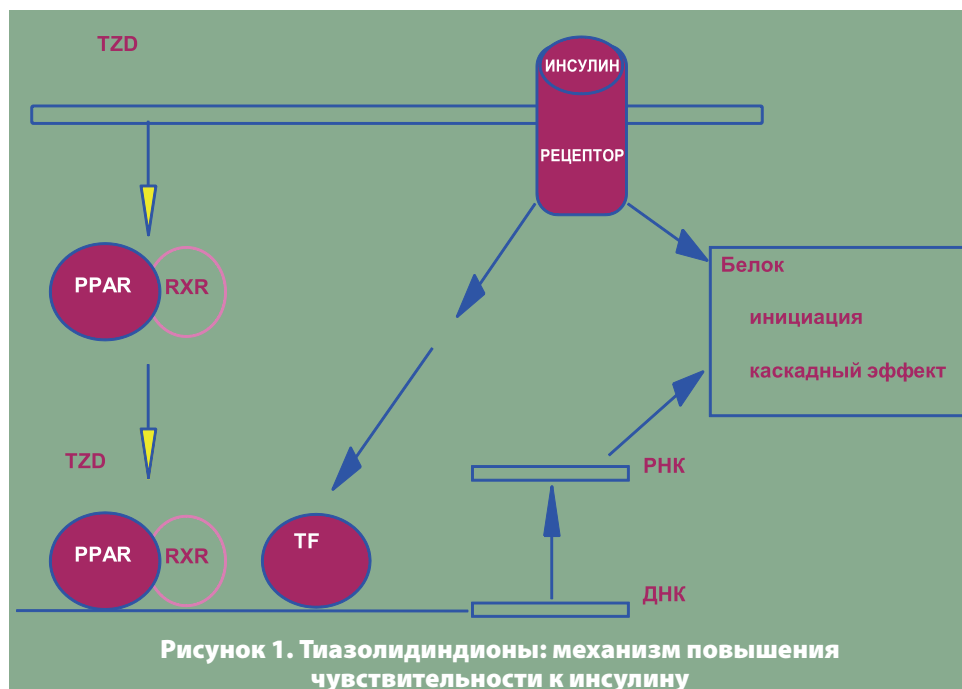 TZD
ИНСУЛИН
РЕЦЕПТОР
PPAR
RXR
Белок
инициация
каскадный эффект
TZD
РНК
PPAR
RXR
TF
ДНК
Рисунок 1. Тиазолидиндионы: механизм повышения
чувствительности к инсулину